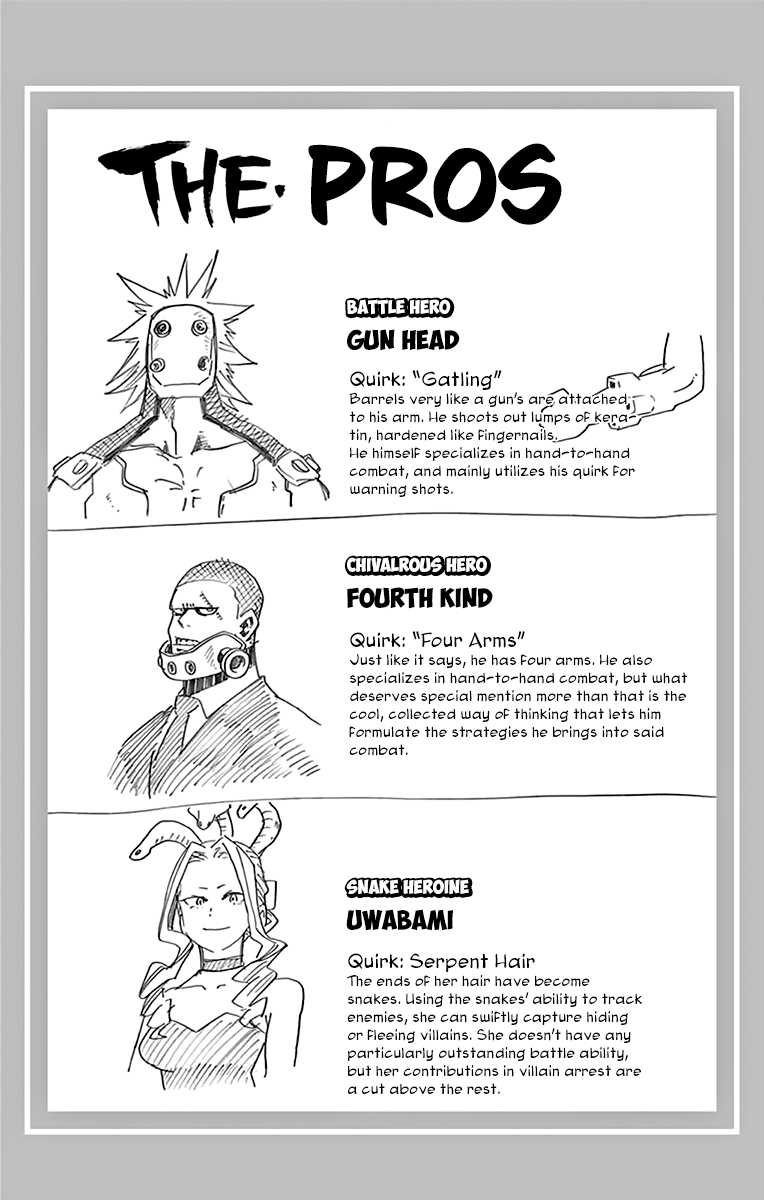 THE PROS
BATTLE HERO
GUN HEAD
Quirk: "Gatling"
Barrels very like a gun's are attached
to his arm. He shoots out lumps of kera-
tin, hardened like fingernails.
He himself specializes in hand-to-hand
combat, and mainly utilizes his quirk for
warning shots.
CHIVALROUS HERO
FOURTH KIND
Quirk: "Four Arms"
Just like it says, he has four arms. He also
specializes in hand-to-hand combat, but what
deserves special mention more than that is the
cool, collected way of thinking that lets him
formulate the strategies he brings into said
combat.
SNAKE HEROINE
UWABAMI
Quirk: Serpent Hair
The ends of her hair have become
snakes. Using the snakes' ability to track
enemies, she can swiftly capture hiding
or fleeing villains. She doesn't have any
particularly outstanding battle ability,
but her contributions in villain arrest are
a cut above the rest.